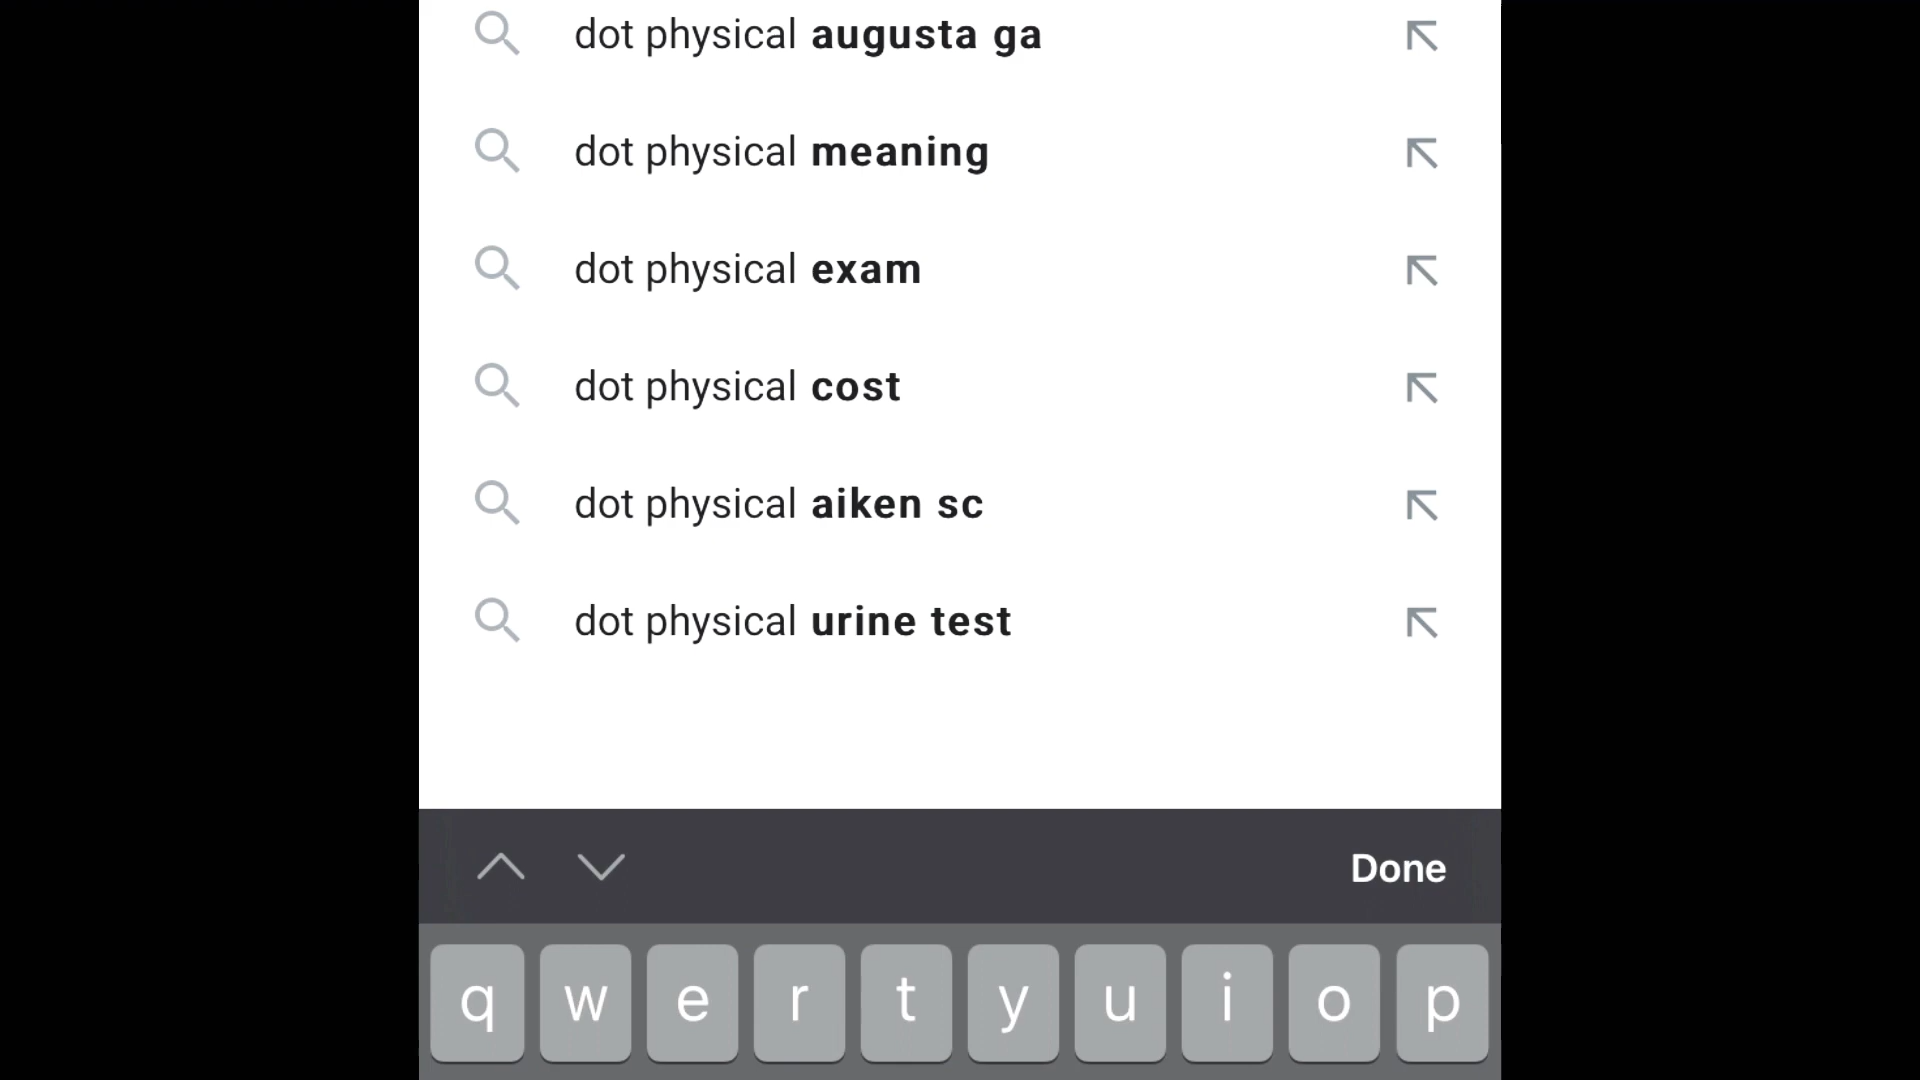 dot physical augusta ga
dot physical meaning
dot physical exam
dot physical cost
dot physical aiken sc
dot physical urine test
Done
q w e r t y u i o p